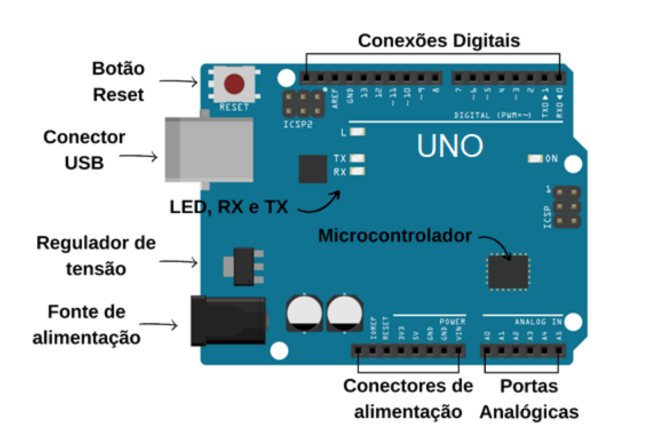 Conexões Digitais
Botão
Reset
RESET
ICSP2
AREF
GND
13
12
~11
~10
~9
8
7
~6
~5
4
~3
2
TXD▶1
RXD◀0
DIGITAL (PWM=~)
Conector
USB
L
TX
RX
UNO
ON
1
ICSP
LED, RX e TX
Microcontrolador
Regulador de
tensão
Fonte de
alimentação
POWER
ANALOG IN
IOREF
RESET
3V3
5V
GND
GND
VIN
A0
A1
A2
A3
A4
A5
Conectores de
alimentação
Portas
Analógicas